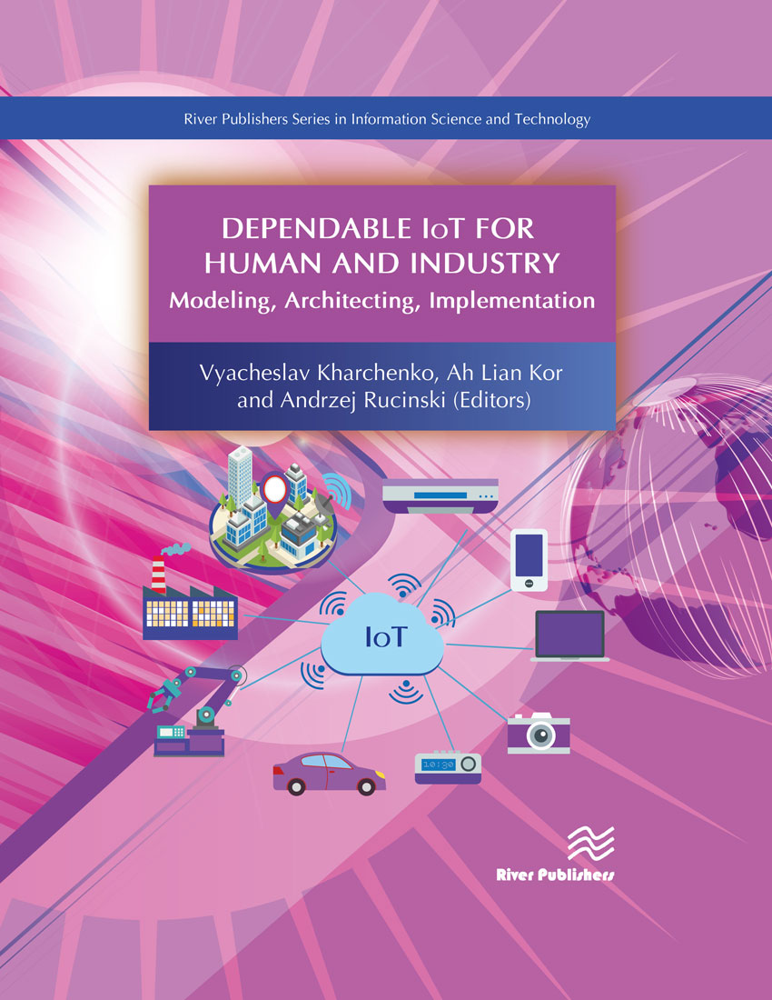 River Publishers Series in Information Science and Technology
DEPENDABLE IoT FOR
HUMAN AND INDUSTRY
Modeling, Architecting, Implementation
Vyacheslav Kharchenko, Ah Lian Kor
and Andrzej Rucinski (Editors)
IoT
10:30
River Publishers